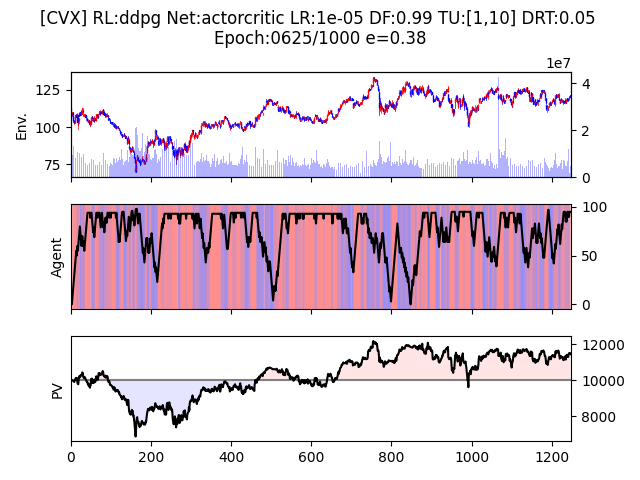 [CVX] RL:ddpg Net:actorcritic LR:1e-05 DF:0.99 TU:[1,10] DRT:0.05
Epoch:0625/1000 e=0.38
1e7
125
100
75
Env.
4
2
0
Agent
100
50
0
PV
12000
10000
8000
0 200 400 600 800 1000 1200